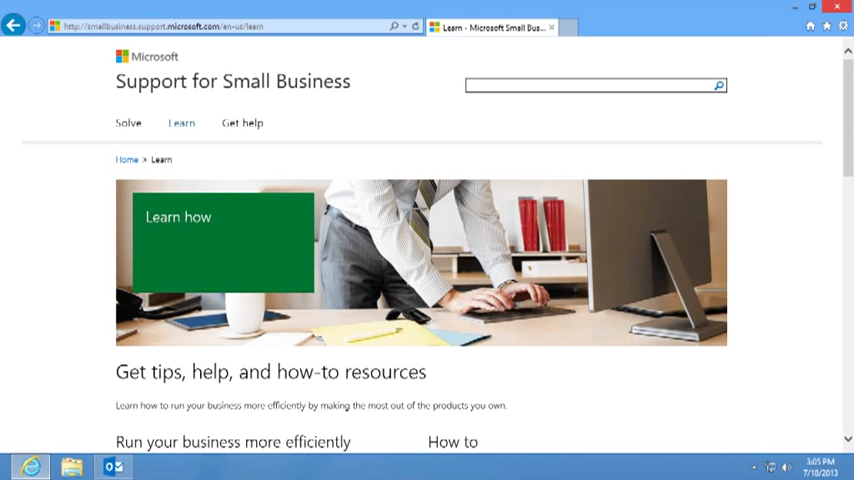 http://smallbusiness.support.microsoft.com/en-us/learn
Learn - Microsoft Small Bus...
Microsoft
Support for Small Business
Solve Learn Get help
Home > Learn
Learn how
Get tips, help, and how-to resources
Learn how to run your business more efficiently by making the most out of the products you own.
Run your business more efficiently How to
3:05 PM
7/18/2013